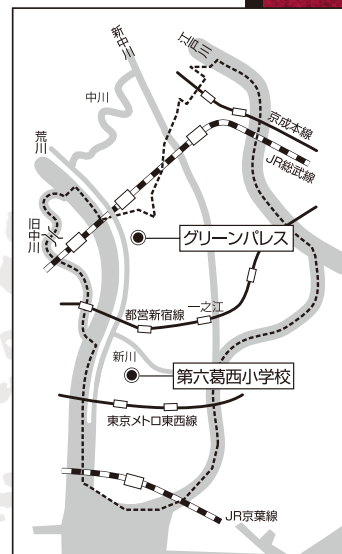 新中川
江戸川
中川
京成本線
荒川
JR総武線
旧中川
グリーンパレス
一之江
都営新宿線
新川
第六葛西小学校
東京メトロ東西線
JR京葉線